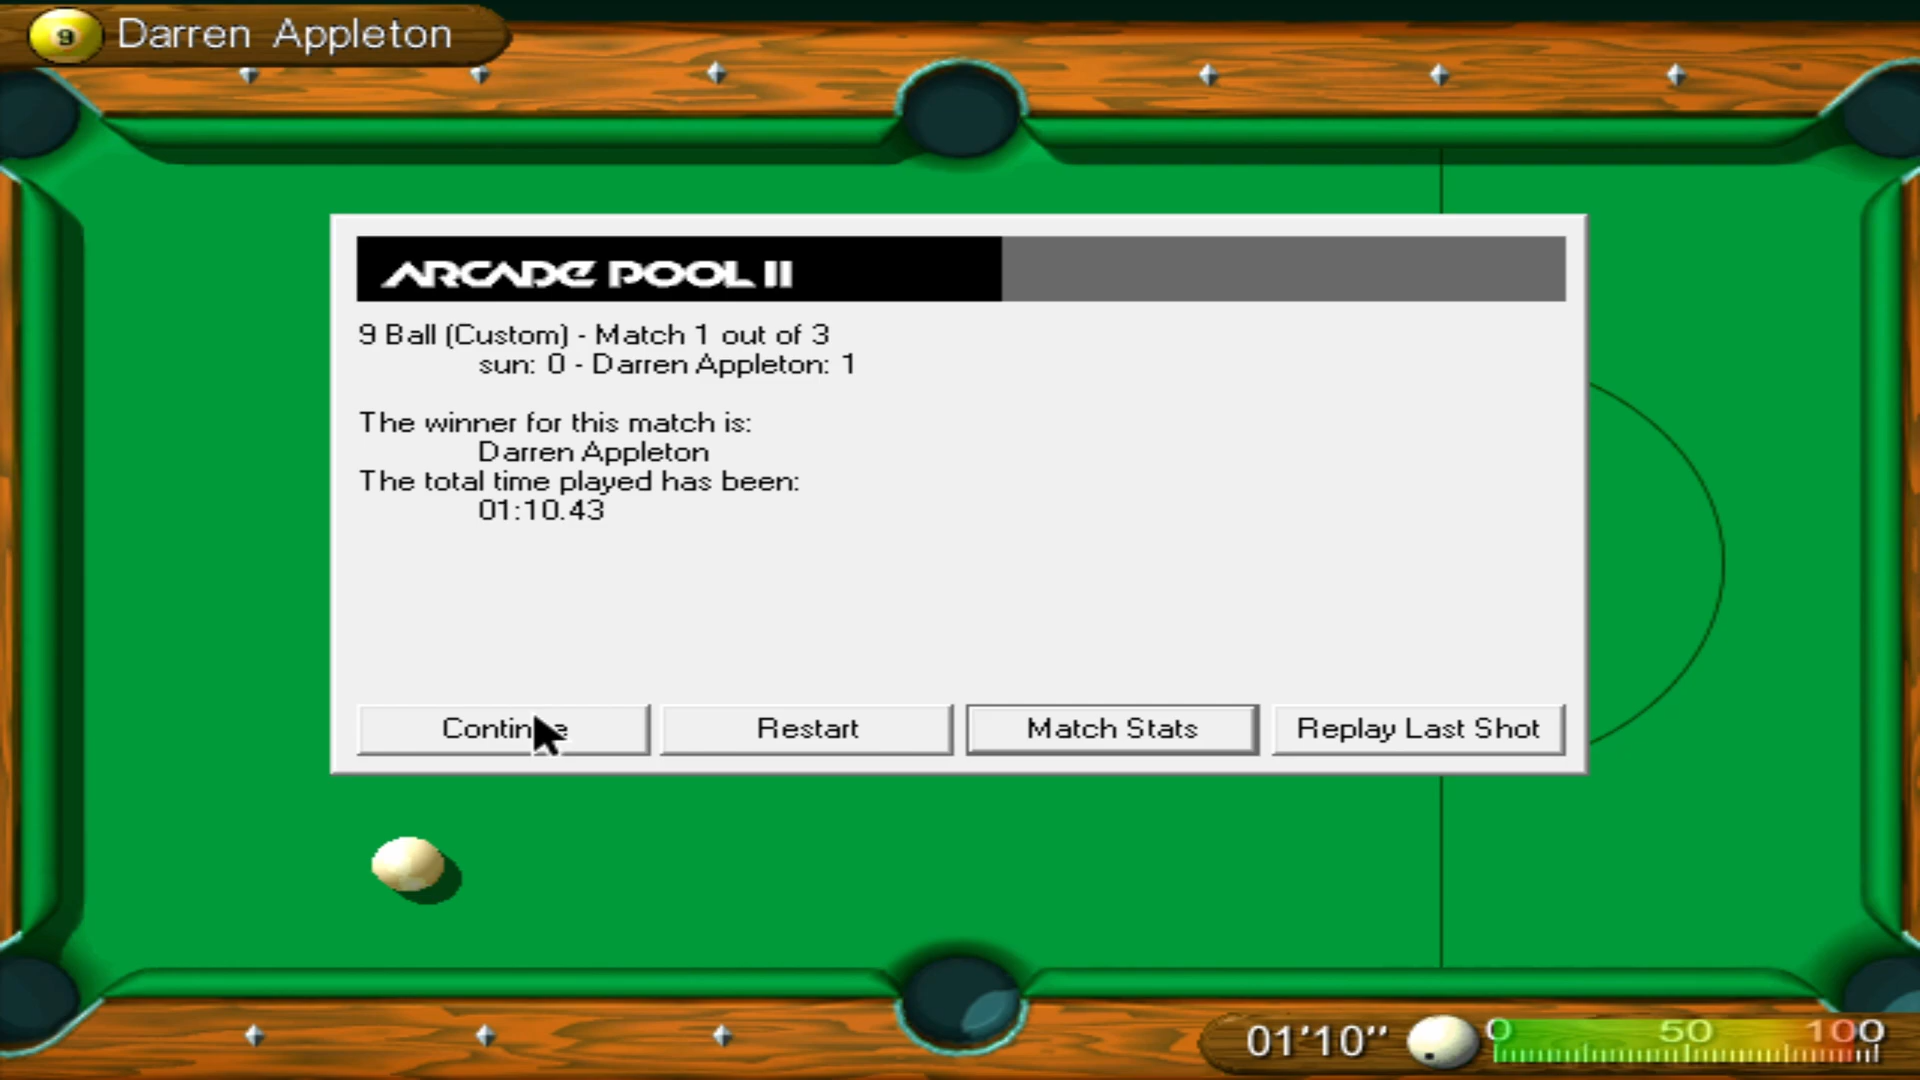 9 Darren Appleton
ARCADE POOL II
9 Ball (Custom) - Match 1 out of 3
sun: 0 - Darren Appleton: 1
The winner for this match is:
Darren Appleton
The total time played has been:
01:10.43
Continue Restart Match Stats Replay Last Shot
01'10'' 0 50 100